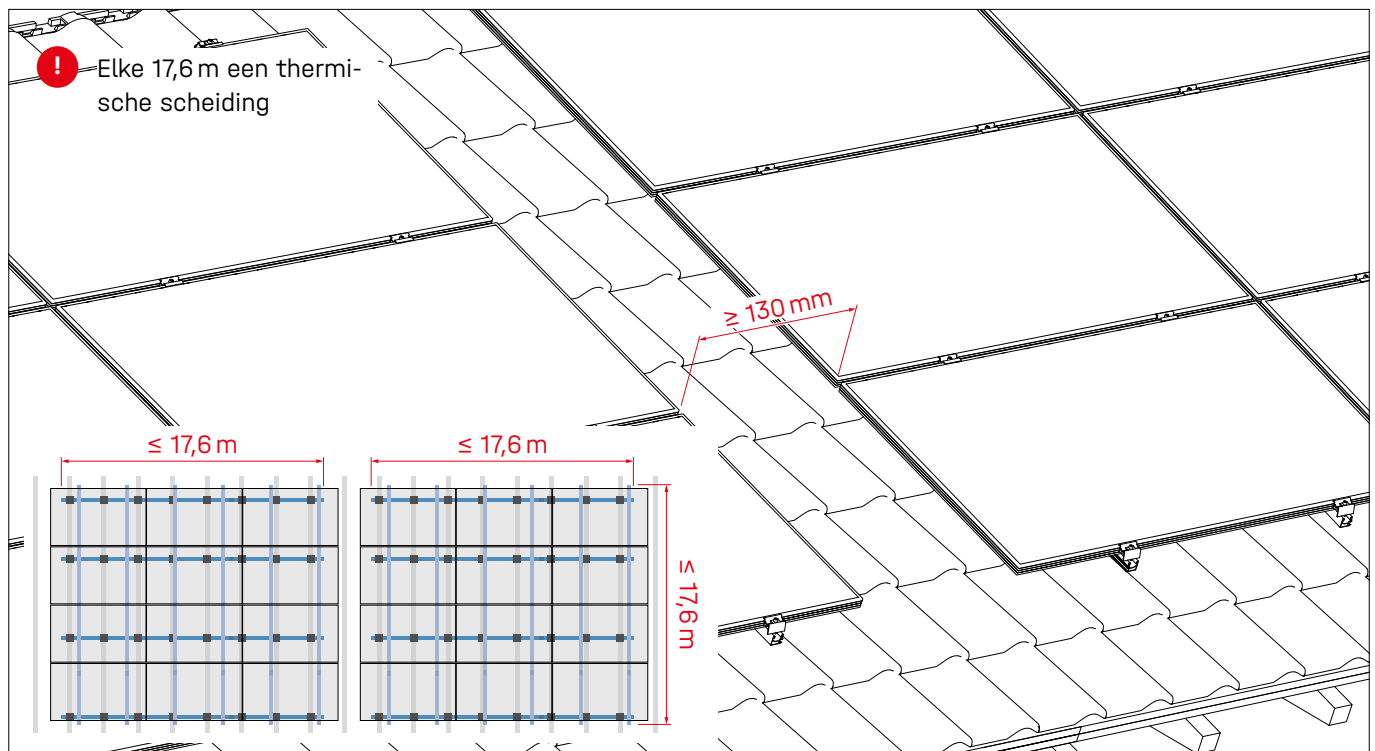 !
Elke 17,6 m een thermi-
sche scheiding
≥ 130 mm
≤ 17,6 m
≤ 17,6 m
≤ 17,6 m